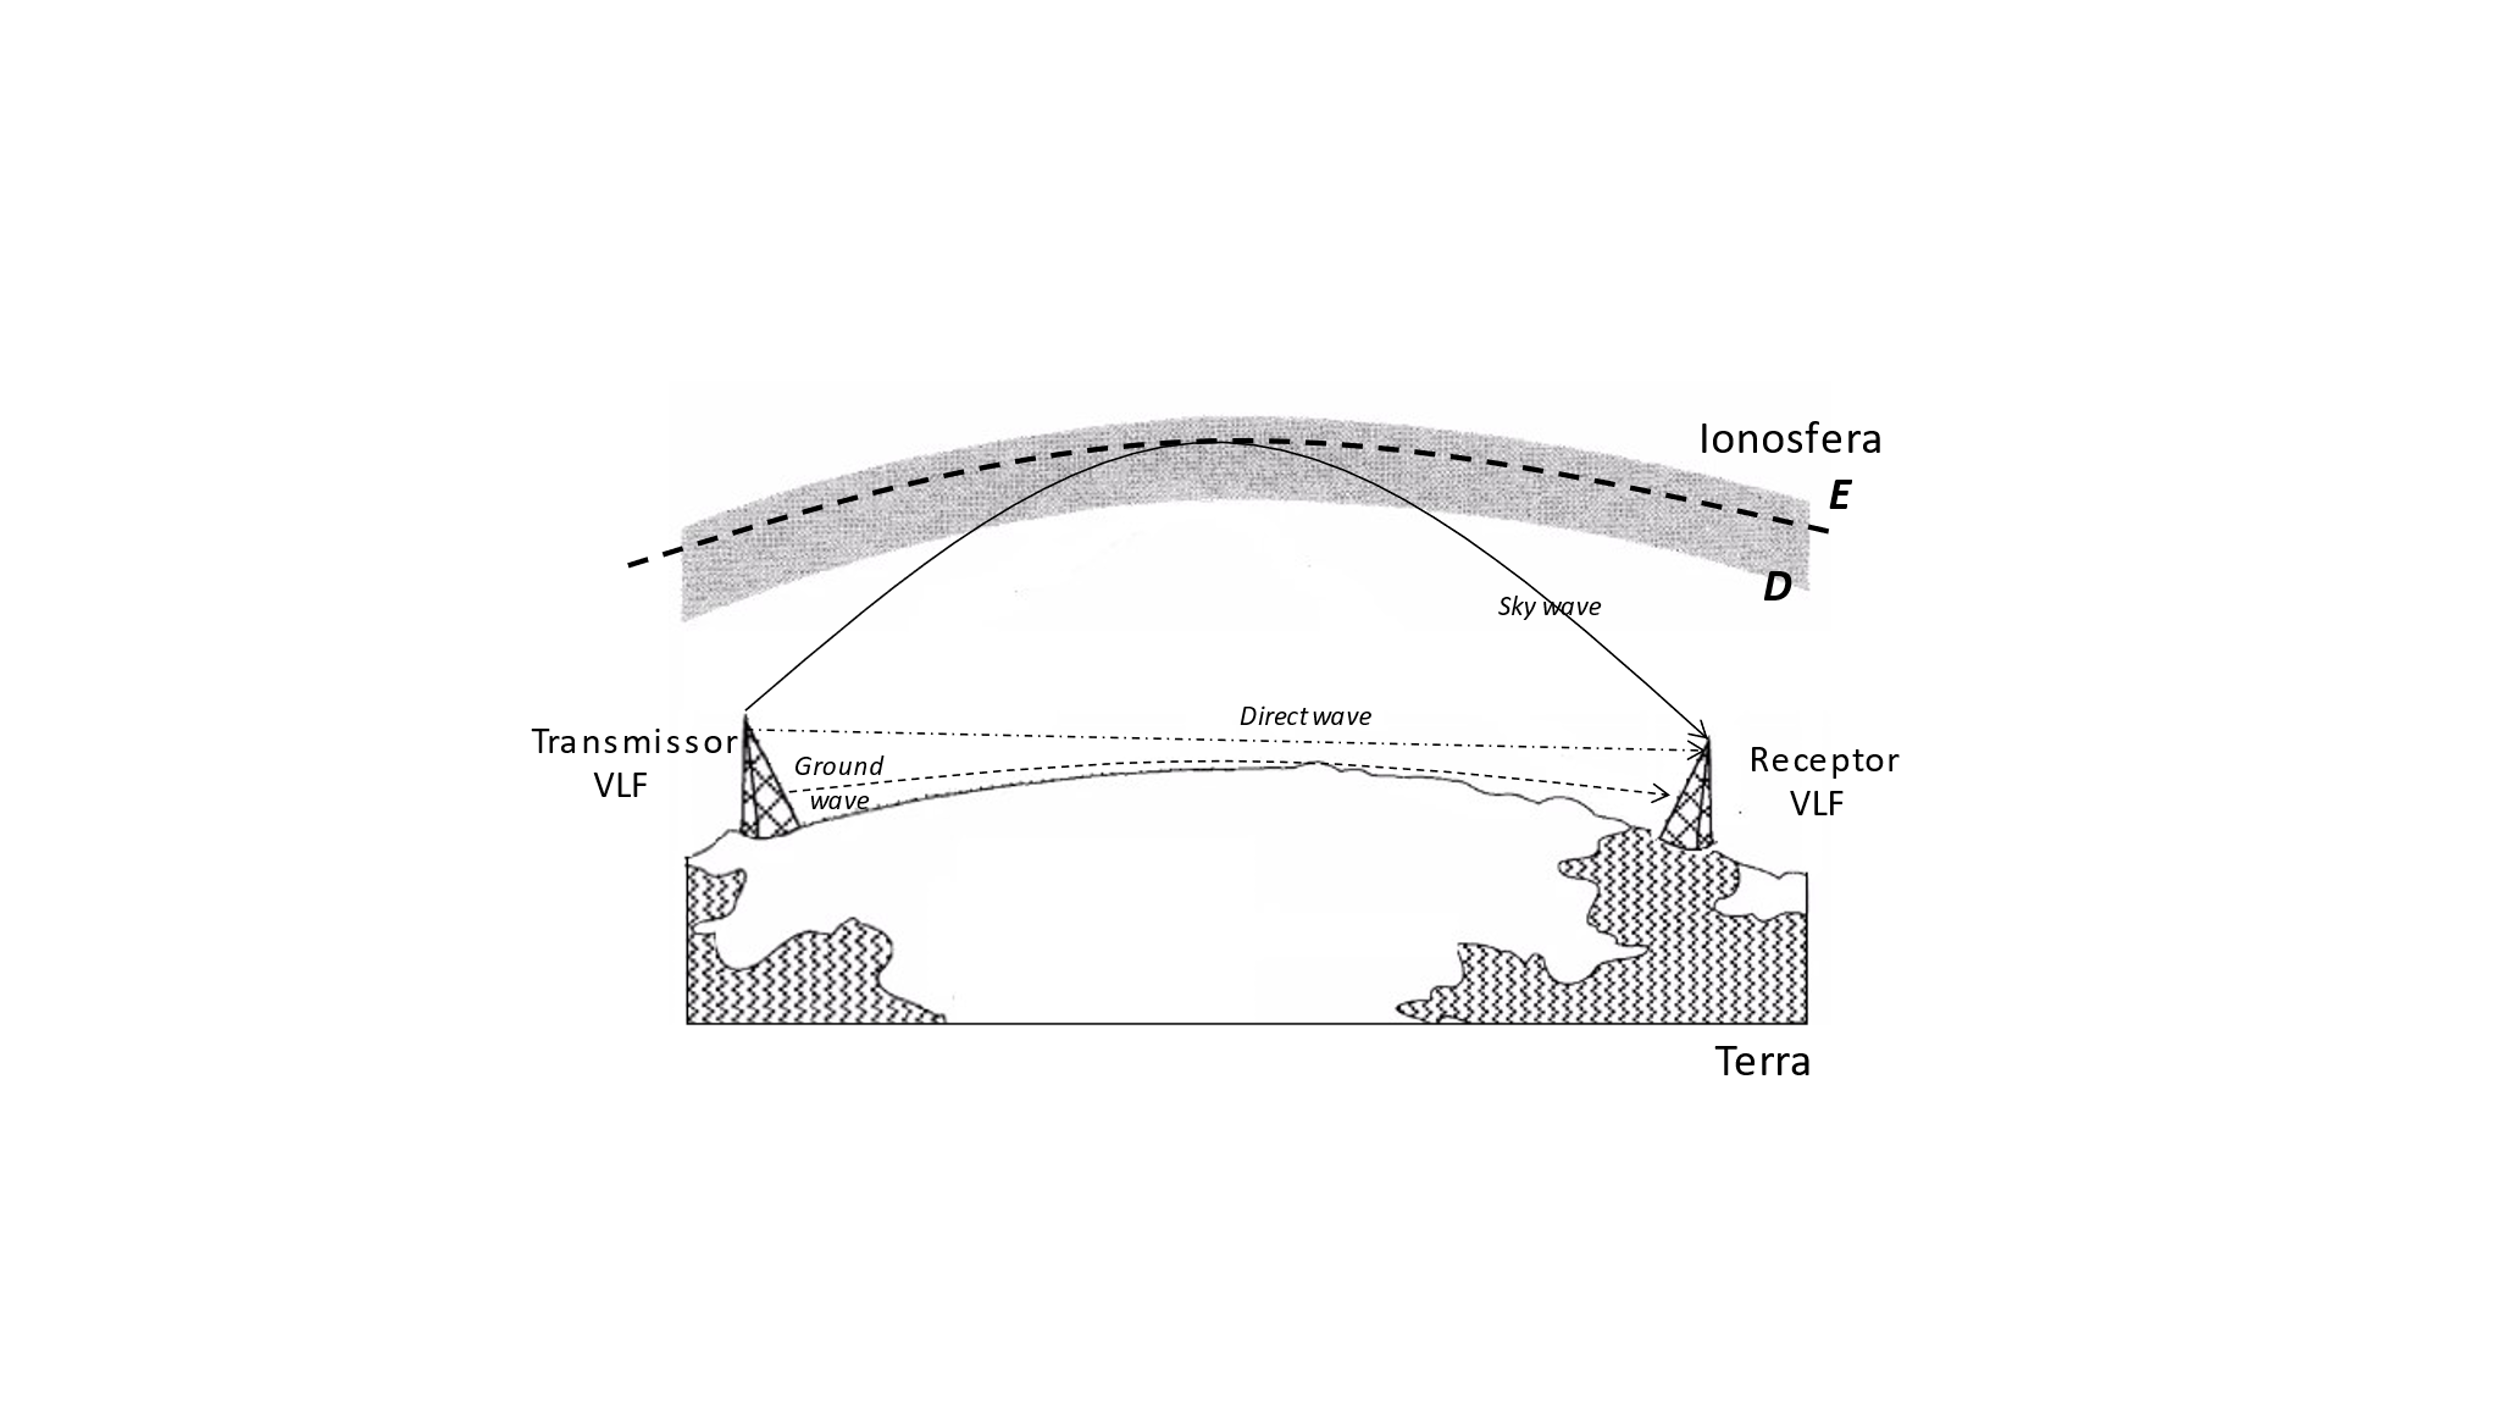 Ionosfera
E
D
Sky wave
Direct wave
Transmissor
VLF
Ground
wave
Receptor
VLF
Terra